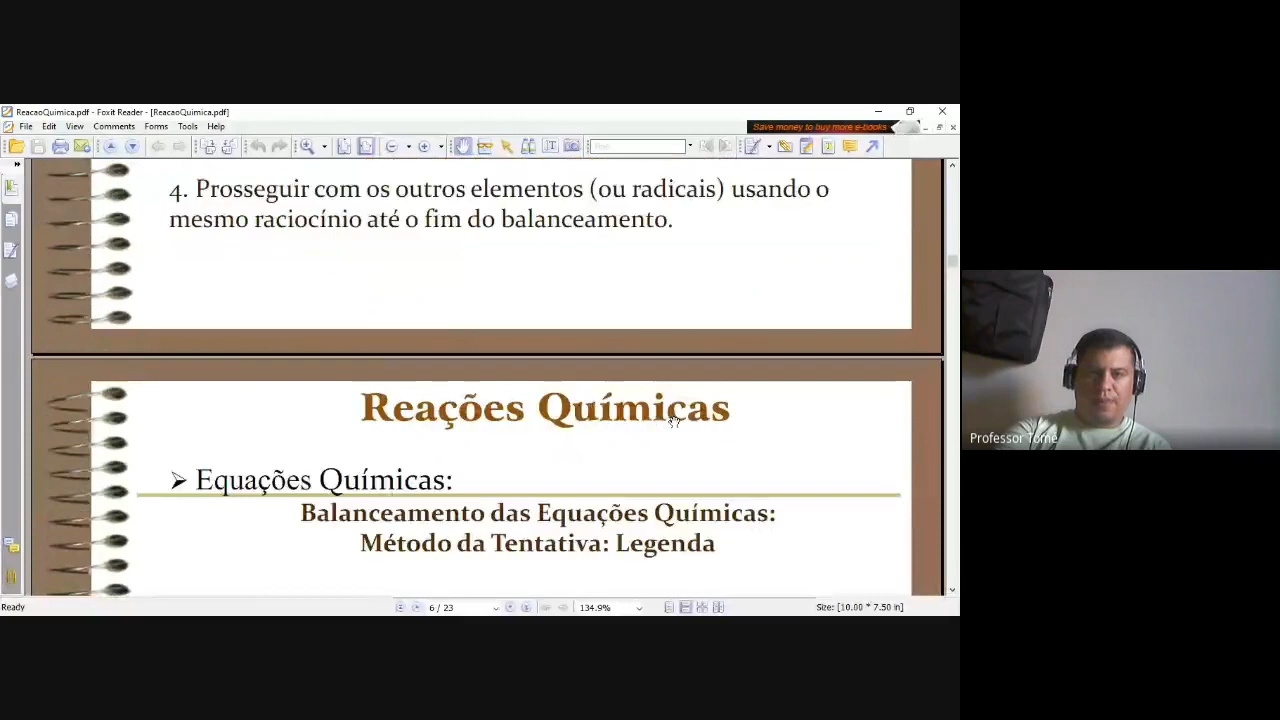 ReacaoQuimica.pdf - Foxit Reader - [ReacaoQuimica.pdf]
File Edit View Comments Forms Tools Help
Save money to buy more e-books
4. Prosseguir com os outros elementos (ou radicais) usando o
mesmo raciocínio até o fim do balanceamento.
Reações Químicas
➢ Equações Químicas:
Balanceamento das Equações Químicas:
Método da Tentativa: Legenda
Professor Tomé
Ready
6 / 23
134.9%
Size: [10.00 * 7.50 in]